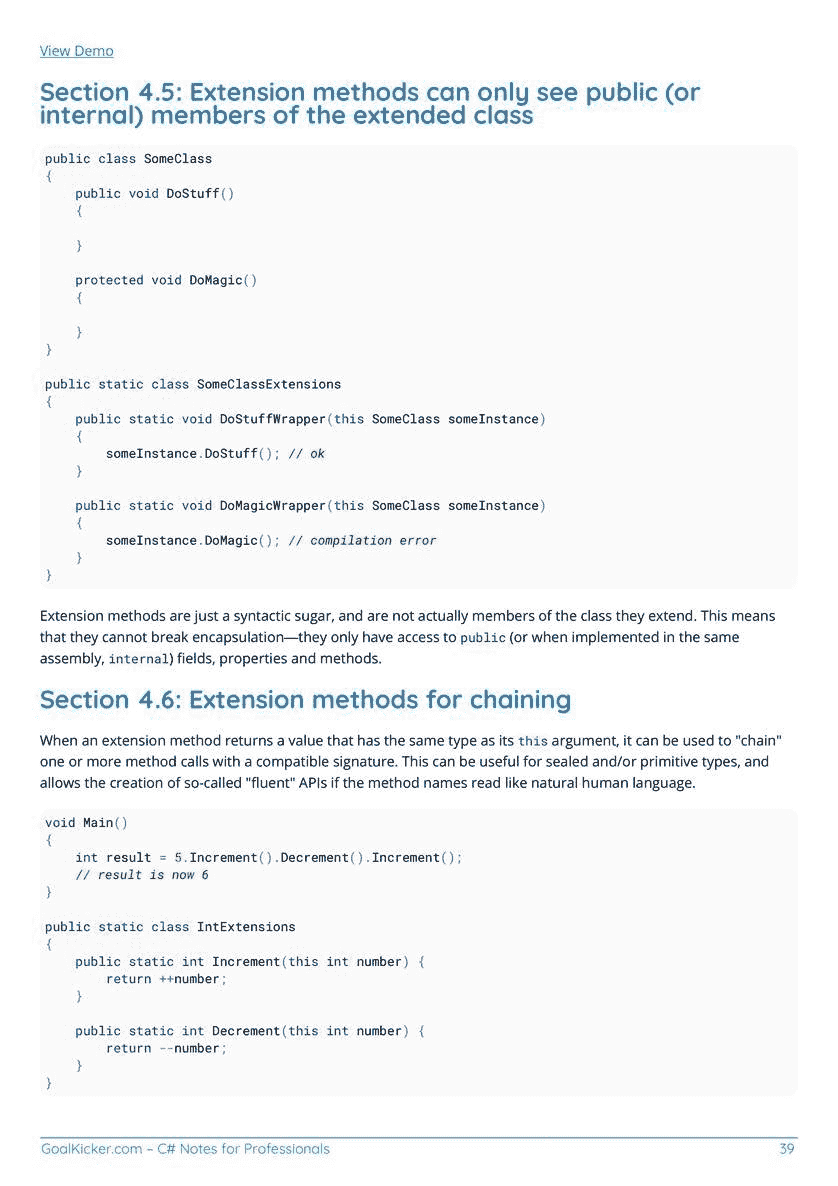 View Demo
Section 4.5: Extension methods can only see public (or
internal) members of the extended class
public class SomeClass
{
    public void DoStuff()
    {

    }

    protected void DoMagic()
    {

    }
}

public static class SomeClassExtensions
{
    public static void DoStuffWrapper(this SomeClass someInstance)
    {
        someInstance.DoStuff(); // ok
    }

    public static void DoMagicWrapper(this SomeClass someInstance)
    {
        someInstance.DoMagic(); // compilation error
    }
}
Extension methods are just a syntactic sugar, and are not actually members of the class they extend. This means
that they cannot break encapsulation—they only have access to public (or when implemented in the same
assembly, internal) fields, properties and methods.
Section 4.6: Extension methods for chaining
When an extension method returns a value that has the same type as its this argument, it can be used to "chain"
one or more method calls with a compatible signature. This can be useful for sealed and/or primitive types, and
allows the creation of so-called "fluent" APIs if the method names read like natural human language.
void Main()
{
    int result = 5.Increment().Decrement().Increment();
    // result is now 6
}

public static class IntExtensions
{
    public static int Increment(this int number) {
        return ++number;
    }

    public static int Decrement(this int number) {
        return --number;
    }
}
GoalKicker.com – C# Notes for Professionals 39